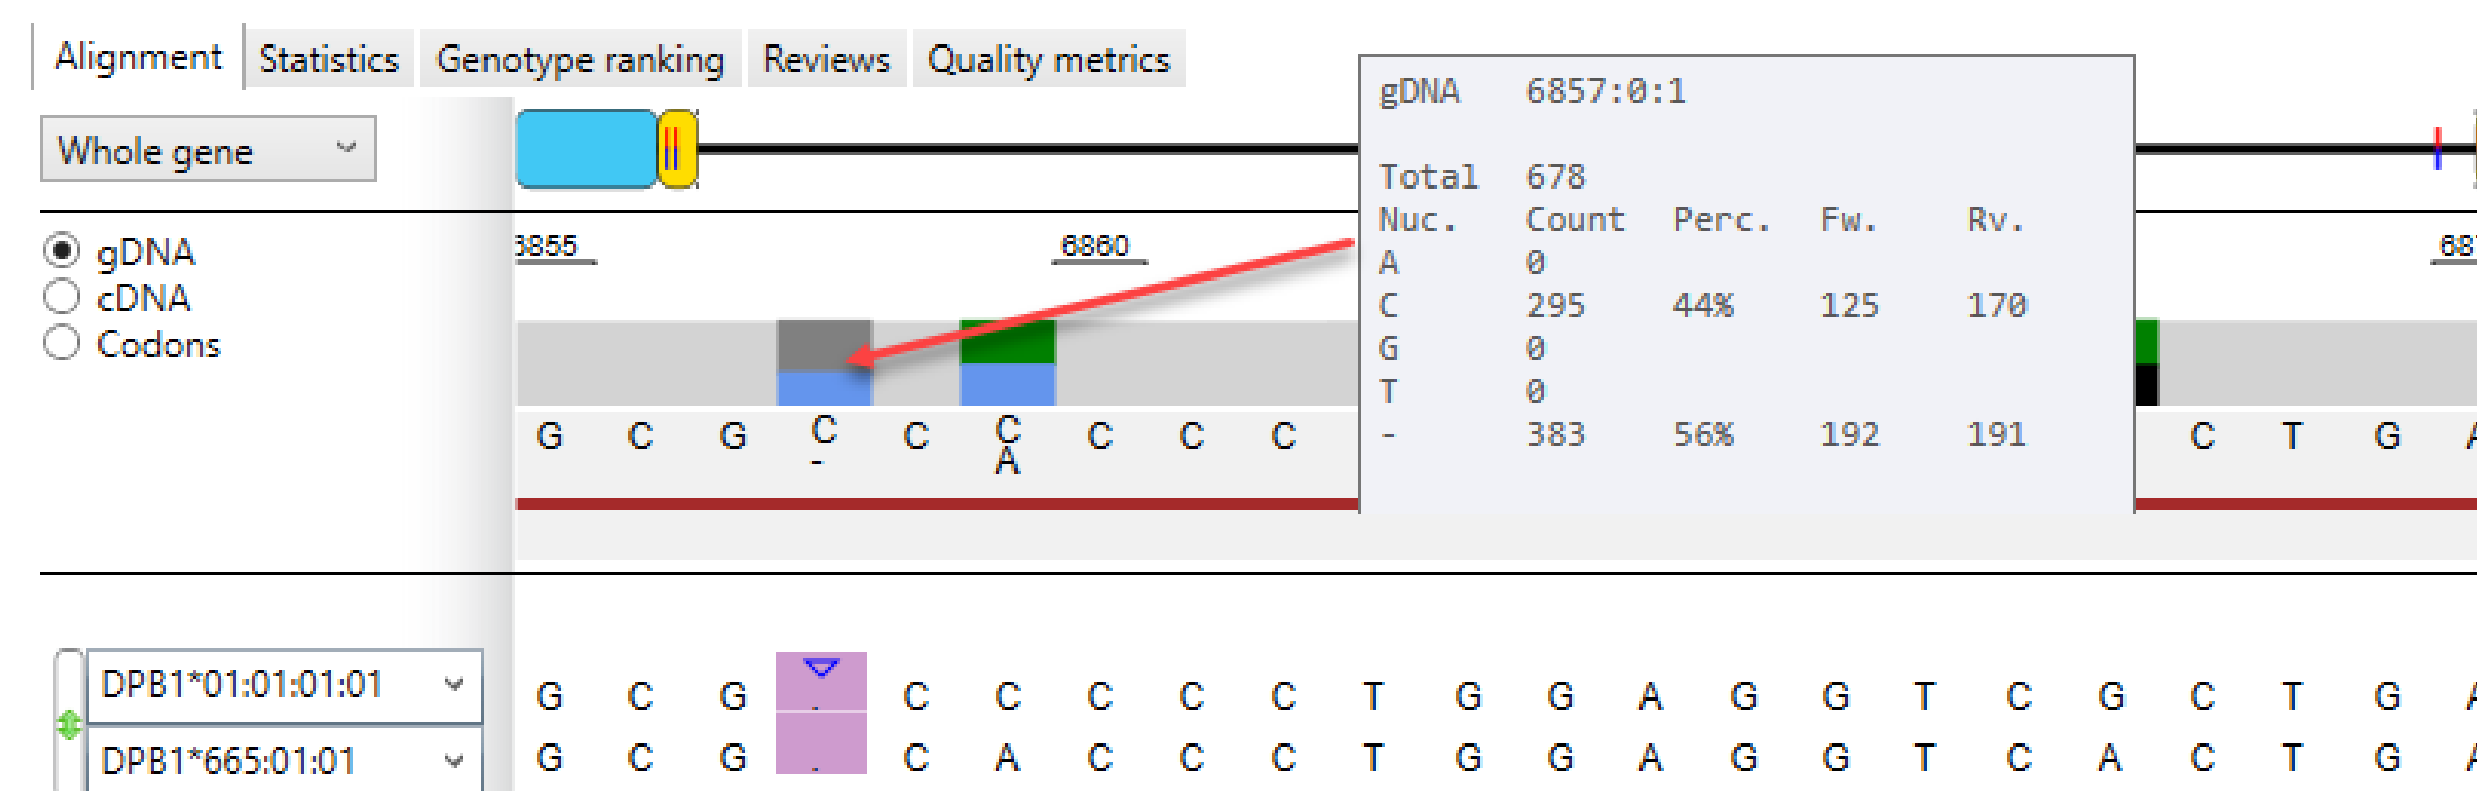 Alignment Statistics Genotype ranking Reviews Quality metrics
gDNA 6857:0:1
Whole gene
Total 678
Nuc. Count Perc. Fw. Rv.
A 0
C 295 44% 125 170
G 0
T 0
- 383 56% 192 191
6855 6860 68
gDNA
cDNA
Codons
G C G C C C C C C C T G A
- A
DPB1*01:01:01:01 G C G . C C C C C T G G A G G T C G C T G A
DPB1*665:01:01 G C G . C A C C C T G G A G G T C A C T G A